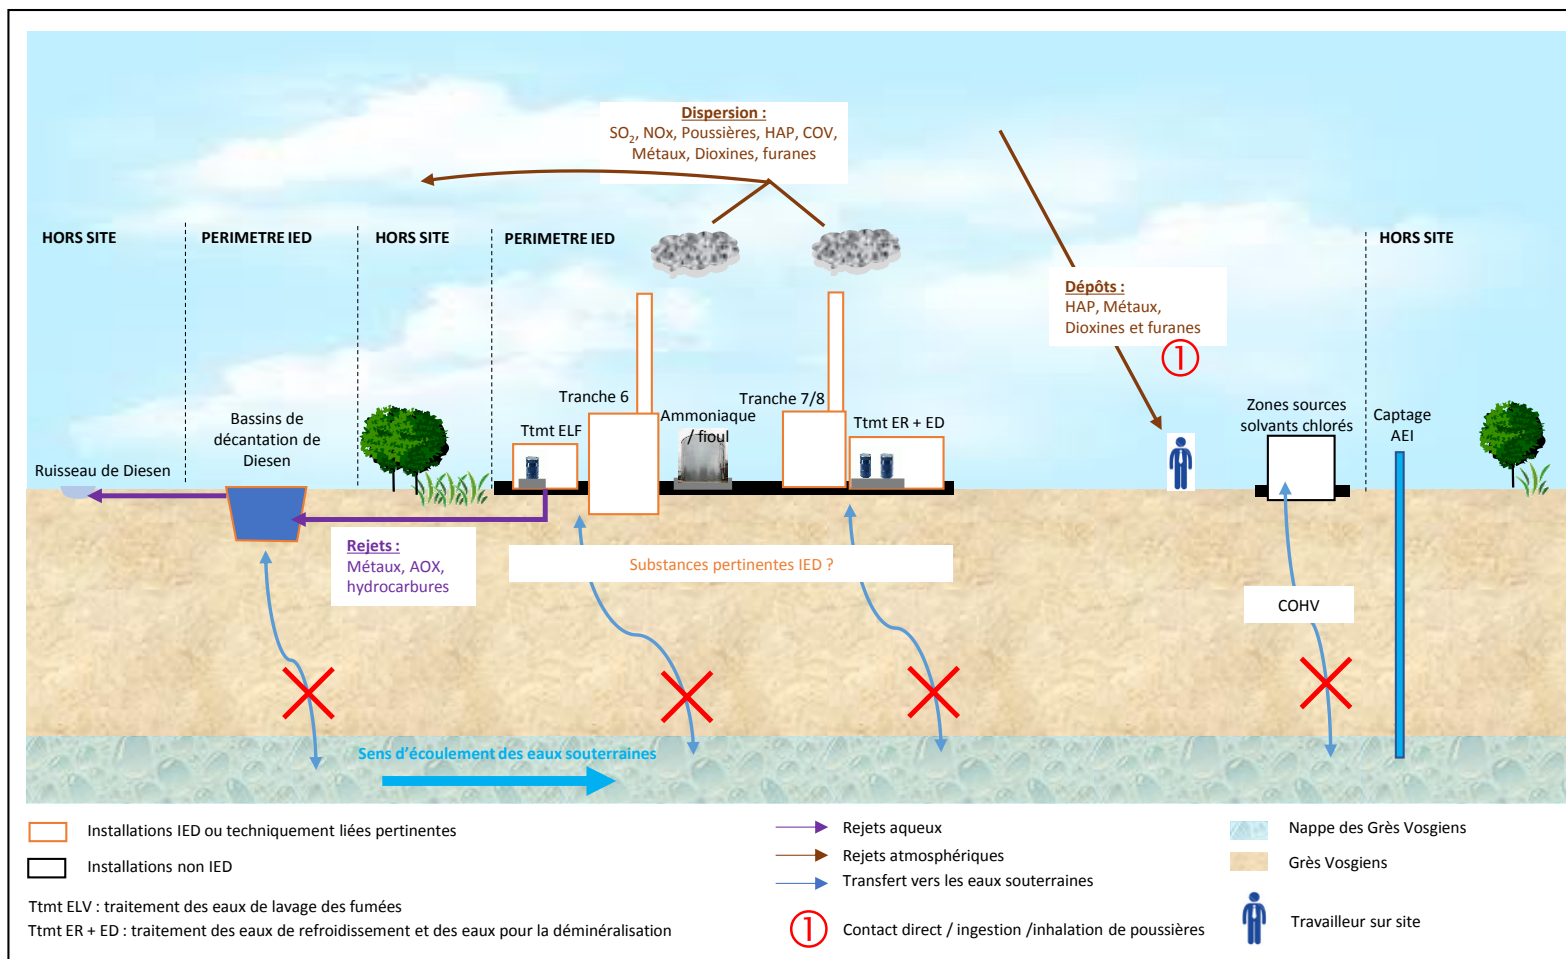 Dispersion :
SO2, NOx, Poussières, HAP, COV,
Métaux, Dioxines, furanes
HORS SITE
PERIMETRE IED
HORS SITE
PERIMETRE IED
HORS SITE
Dépôts :
HAP, Métaux,
Dioxines et furanes
1
Tranche 6
Tranche 7/8
Ammoniaque
/ fioul
Ttmt ELF
Ttmt ER + ED
Zones sources
solvants chlorés
Captage
AEI
Bassins de
décantation de
Diesen
Ruisseau de Diesen
Rejets :
Métaux, AOX,
hydrocarbures
Substances pertinentes IED ?
COHV
Sens d'écoulement des eaux souterraines
Installations IED ou techniquement liées pertinentes
Installations non IED
Ttmt ELV : traitement des eaux de lavage des fumées
Ttmt ER + ED : traitement des eaux de refroidissement et des eaux pour la déminéralisation
Rejets aqueux
Rejets atmosphériques
Transfert vers les eaux souterraines
1 Contact direct / ingestion /inhalation de poussières
Nappe des Grès Vosgiens
Grès Vosgiens
Travailleur sur site